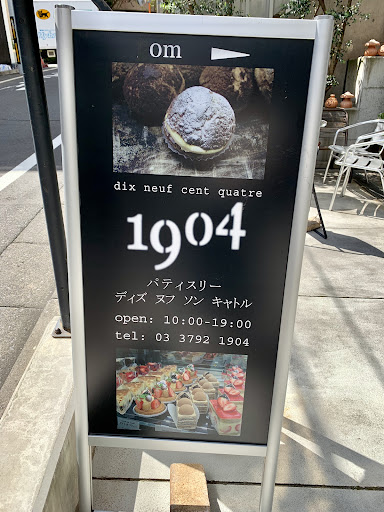 0m
dix neuf cent quatre
1904
パティスリー
ディズ ヌフ ソン キャトル
open: 10:00-19:00
tel: 03 3792 1904